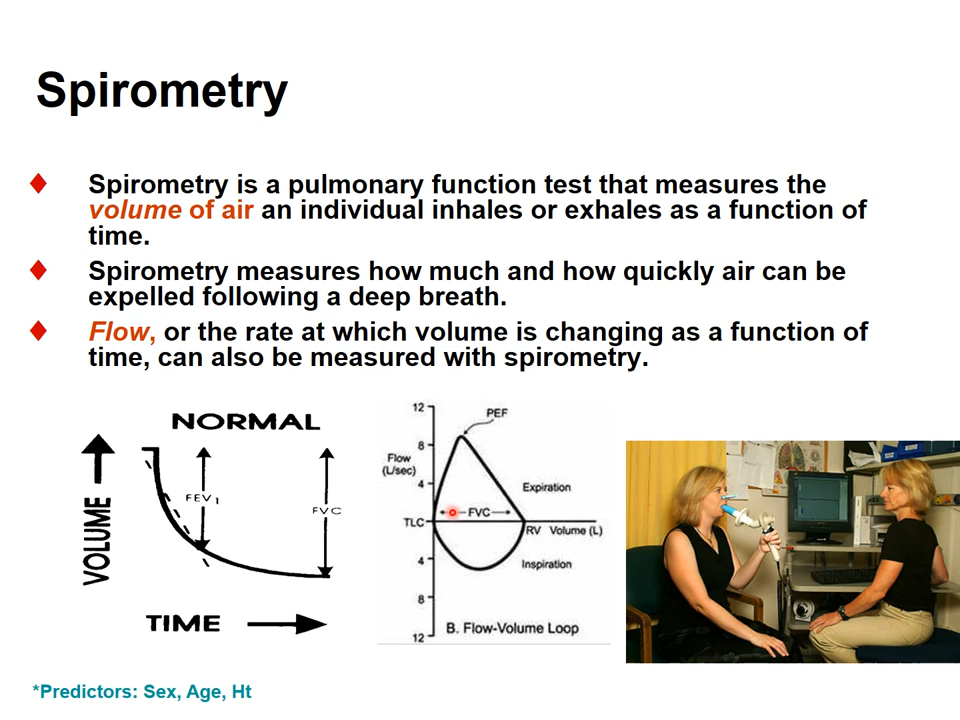 Spirometry
Spirometry is a pulmonary function test that measures the
volume of air an individual inhales or exhales as a function of
time.
Spirometry measures how much and how quickly air can be
expelled following a deep breath.
Flow, or the rate at which volume is changing as a function of
time, can also be measured with spirometry.
NORMAL
VOLUME
FEV1
FVC
TIME
12
PEF
8
Flow
(L/sec)
4
Expiration
FVC
TLC
RV Volume (L)
4
Inspiration
8
12
B. Flow-Volume Loop
*Predictors: Sex, Age, Ht